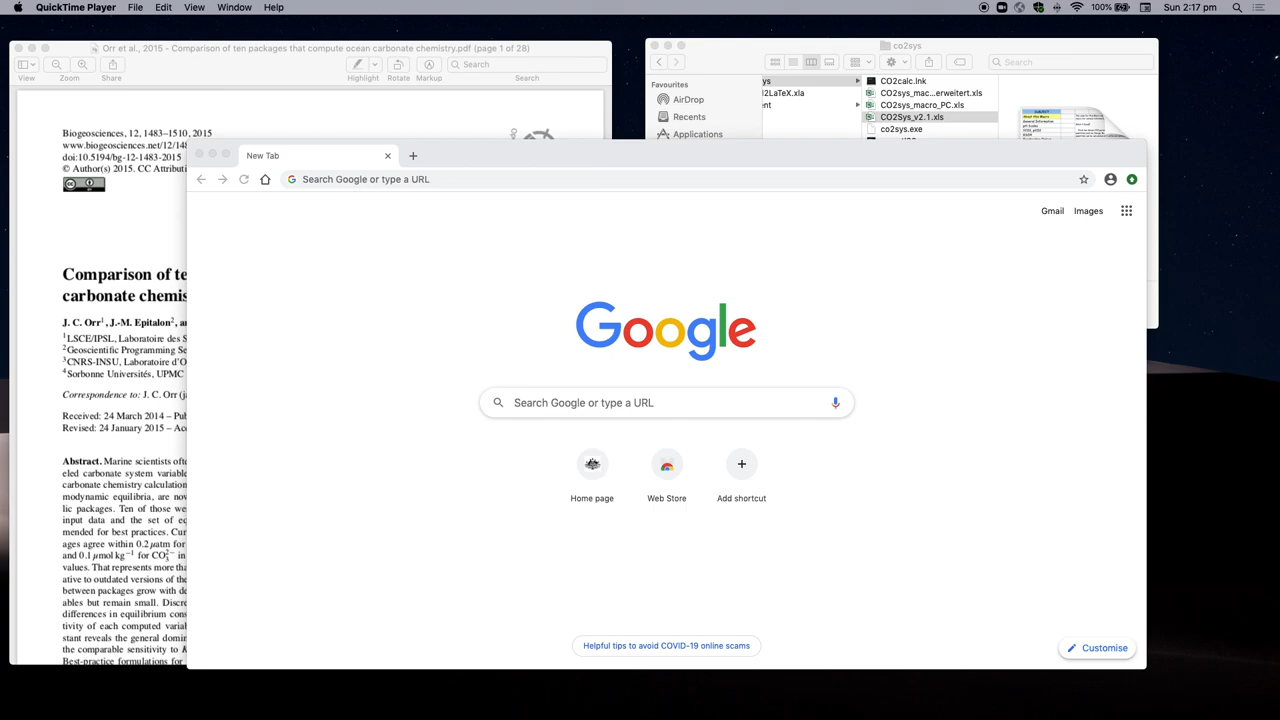 QuickTime Player File Edit View Window Help
100% Sun 2:17 pm
Orr et al., 2015 - Comparison of ten packages that compute ocean carbonate chemistry.pdf (page 1 of 28)
Search
View Zoom Share Highlight Rotate Markup Search
Biogeosciences, 12, 1483–1510, 2015
www.biogeosciences.net/12/148
doi:10.5194/bg-12-1483-2015
© Author(s) 2015. CC Attributi
Comparison of te
carbonate chemis
J. C. Orr1, J.-M. Epitalon2, a
1LSCE/IPSL, Laboratoire des S
2Geoscientific Programming Se
3CNRS-INSU, Laboratoire d’O
4Sorbonne Universités, UPMC
Correspondence to: J. C. Orr (ja
Received: 24 March 2014 – Pub
Revised: 24 January 2015 – Acc
Abstract. Marine scientists ofte
eled carbonate system variable
carbonate chemistry calculation
modynamic equilibria, are now
lic packages. Ten of those we
input data and the set of eq
mended for best practices. Cur
ages agree within 0.2 μatm for
and 0.1 μmol kg−1 for CO32− in
values. That represents more tha
ative to outdated versions of the
between packages grow with de
ables but remain small. Discre
differences in equilibrium cons
tivity of each computed variab
stant reveals the general domin
the comparable sensitivity to K
Best-practice formulations for
co2sys
Search
Favourites
AirDrop
Recents
Applications
ys
I2LaTeX.xla
ent
CO2calc.lnk
CO2sys_mac...erweitert.xls
CO2sys_macro_PC.xls
CO2Sys_v2.1.xls
co2sys.exe
New Tab
Search Google or type a URL
Gmail Images
Google
Search Google or type a URL
Home page Web Store Add shortcut
Helpful tips to avoid COVID-19 online scams
Customise